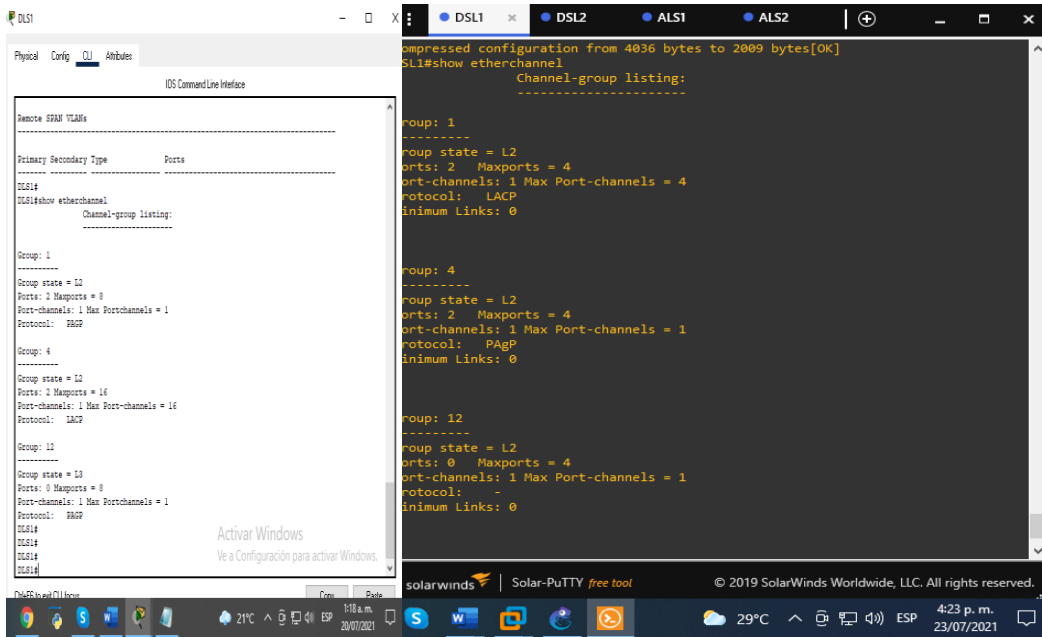 DLS1
Physical Config CLI Attributes
IOS Command Line Interface
Remote SPAN VLANs
--------------------------------------------------------------------------------
Primary Secondary Type Ports
------- --------- ----------------- ------------------------------------------
DLS1#
DLS1#show etherchannel
Channel-group listing:
----------------------
Group: 1
----------
Group state = L2
Ports: 2 Maxports = 8
Port-channels: 1 Max Portchannels = 1
Protocol: PAGP
Group: 4
----------
Group state = L2
Ports: 2 Maxports = 16
Port-channels: 1 Max Port-channels = 16
Protocol: LACP
Group: 12
----------
Group state = L3
Ports: 0 Maxports = 8
Port-channels: 1 Max Portchannels = 1
Protocol: PAGP
DLS1#
DLS1#
DLS1#
DLS1#
Activar Windows
Ve a Configuración para activar Windows.
Ctrl+F6 to exit CLI focus
Copy Paste
21°C ESP 1:18 a.m.
20/07/2021
DSL1 DSL2 ALS1 ALS2
ompressed configuration from 4036 bytes to 2009 bytes[OK]
SL1#show etherchannel
Channel-group listing:
----------------------
roup: 1
---------
roup state = L2
orts: 2 Maxports = 4
ort-channels: 1 Max Port-channels = 4
rotocol: LACP
inimum Links: 0
roup: 4
---------
roup state = L2
orts: 2 Maxports = 4
ort-channels: 1 Max Port-channels = 1
rotocol: PAgP
inimum Links: 0
roup: 12
---------
roup state = L2
orts: 0 Maxports = 4
ort-channels: 1 Max Port-channels = 1
rotocol: -
inimum Links: 0
solarwinds | Solar-PuTTY free tool © 2019 SolarWinds Worldwide, LLC. All rights reserved.
29°C ESP 4:23 p. m.
23/07/2021